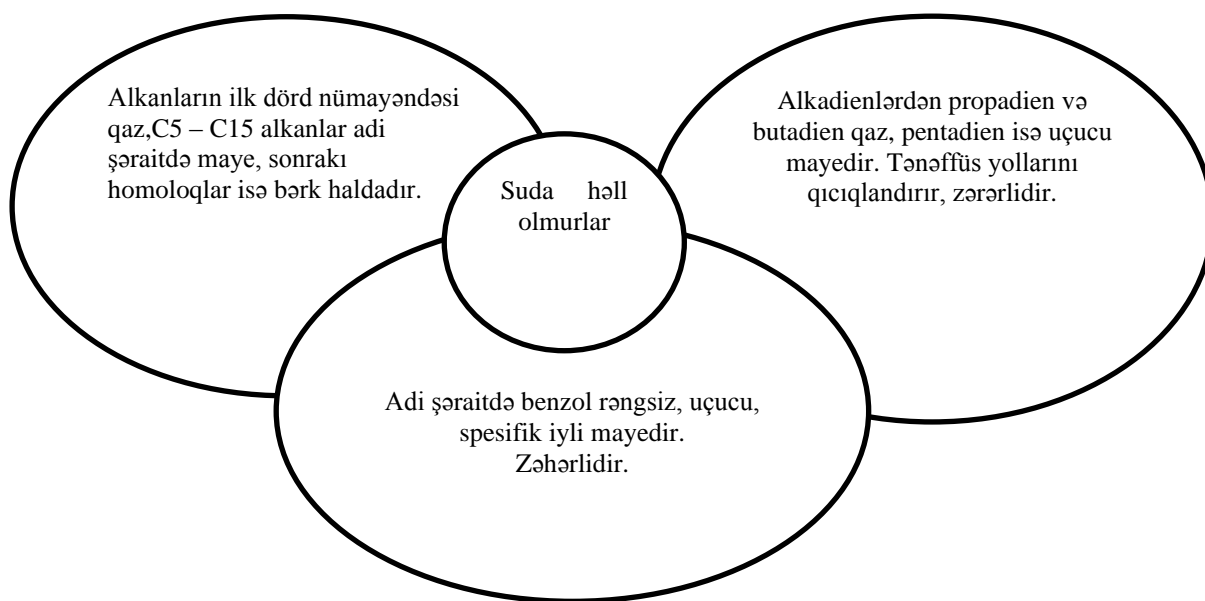 Alkanların ilk dörd nümayəndəsi
qaz,C5 – C15 alkanlar adi
şəraitdə maye, sonrakı
homoloqlar isə bərk haldadır.
Suda həll
olmurlar
Alkadienlərdən propadien və
butadien qaz, pentadien isə uçucu
mayedir. Tənəffüs yollarını
qıcıqlandırır, zərərlidir.
Adi şəraitdə benzol rəngsiz, uçucu,
spesifik iyli mayedir.
Zəhərlidir.